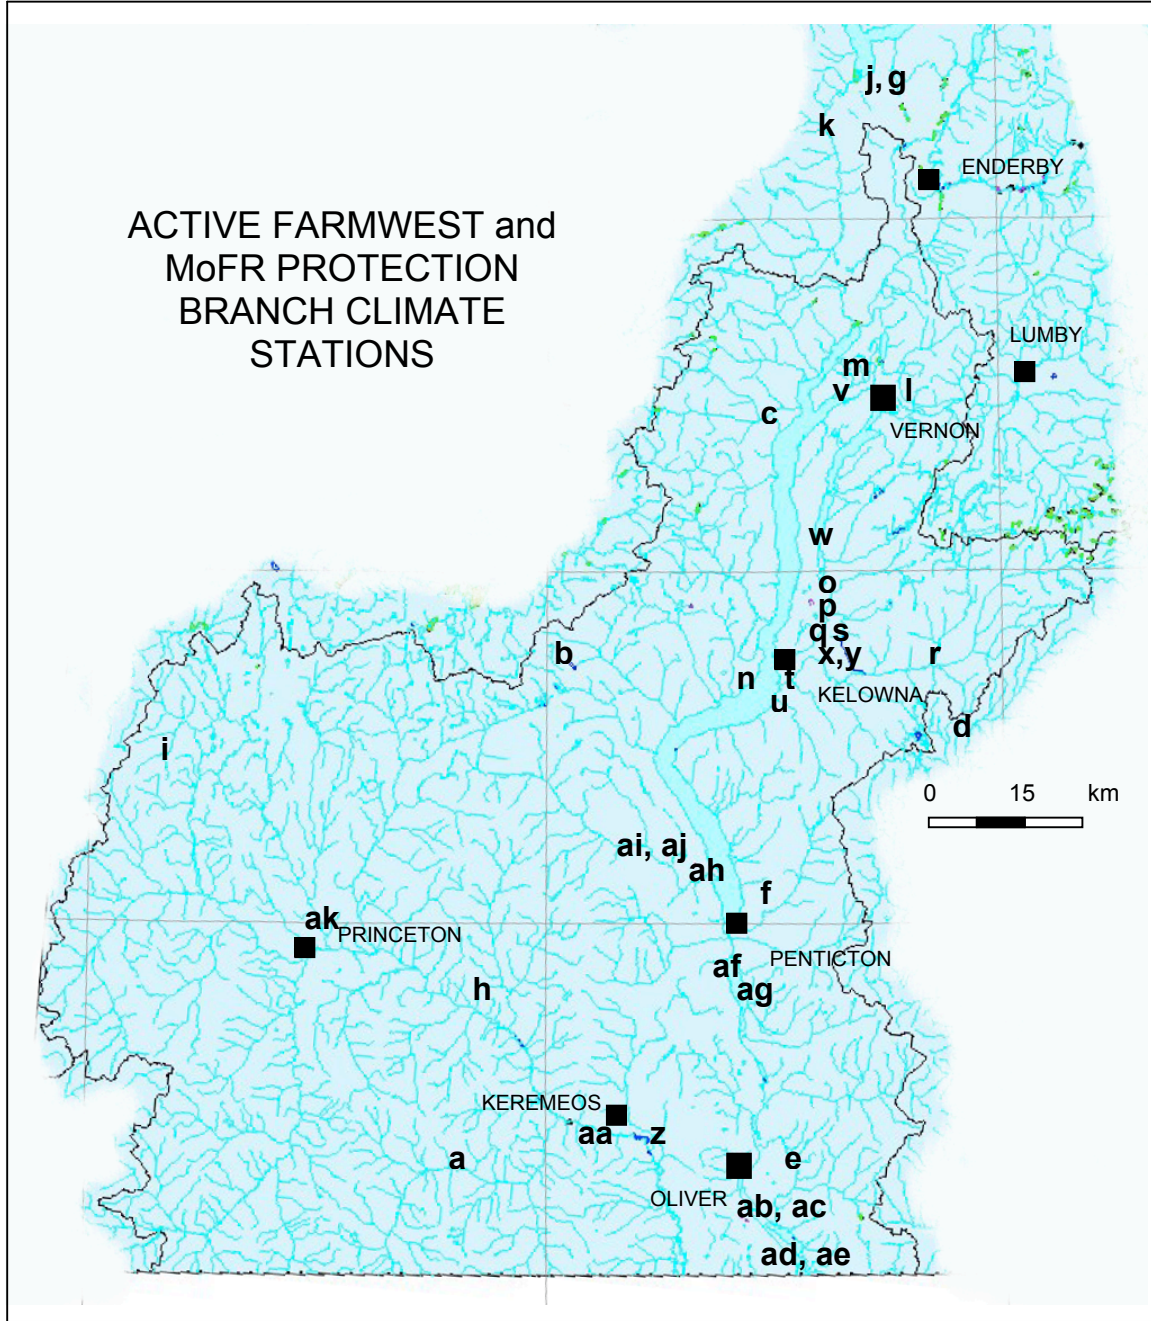 j, g
k
ENDERBY
ACTIVE FARMWEST and
MoFR PROTECTION
BRANCH CLIMATE
STATIONS
LUMBY
m
v
l
c
VERNON
w
o
p
q s
b
x,y
r
n
t
KELOWNA
u
d
i
0 15 km
ai, aj
ah
f
ak
PRINCETON
PENTICTON
af
h
ag
KEREMEOS
aa
z
a
e
OLIVER
ab, ac
ad, ae